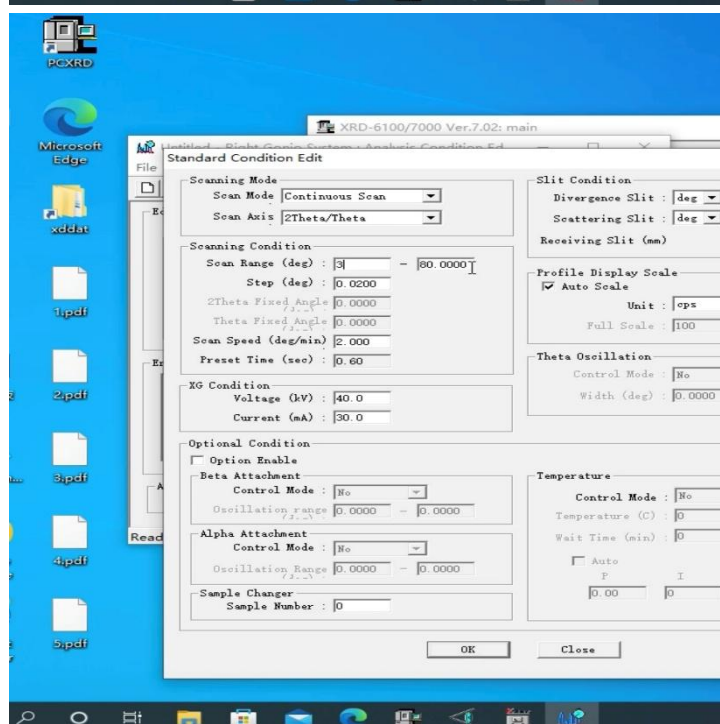 PCXRD
Microsoft
Edge
xddat
1.pdf
2.pdf
3.pdf
4.pdf
5.pdf
XRD-6100/7000 Ver.7.02: main
File
Read
Standard Condition Edit
Scanning Mode
Scan Mode Continuous Scan
Scan Axis 2Theta/Theta
Scanning Condition
Scan Range (deg) : 3 - 80.0000
Step (deg) : 0.0200
2Theta Fixed Angle 0.0000
Theta Fixed Angle 0.0000
Scan Speed (deg/min) 2.000
Preset Time (sec) : 0.60
XG Condition
Voltage (kV) : 40.0
Current (mA) : 30.0
Optional Condition
Option Enable
Beta Attachment
Control Mode : No
Oscillation range 0.0000 - 0.0000
Alpha Attachment
Control Mode : No
Oscillation Range 0.0000 - 0.0000
Sample Changer
Sample Number : 0
Slit Condition
Divergence Slit : deg
Scattering Slit : deg
Receiving Slit (mm)
Profile Display Scale
Auto Scale
Unit : cps
Full Scale : 100
Theta Oscillation
Control Mode : No
Width (deg) : 0.0000
Temperature
Control Mode : No
Temperature (C) : 0
Wait Time (min) : 0
Auto
P I
0.00 0
OK Close